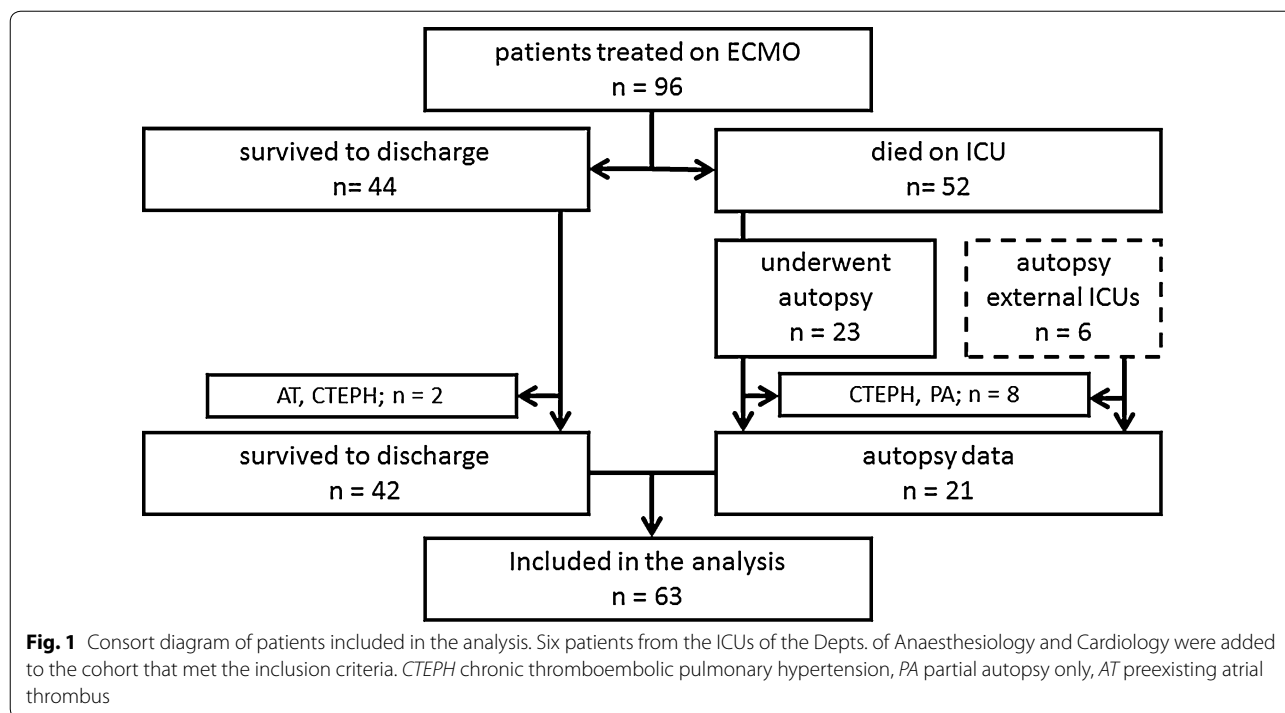 patients treated on ECMO
n = 96
survived to discharge
n= 44
died on ICU
n= 52
underwent
autopsy
n = 23
autopsy
external ICUs
n = 6
AT, CTEPH; n = 2
CTEPH, PA; n = 8
survived to discharge
n = 42
autopsy data
n = 21
Included in the analysis
n = 63
Fig. 1 Consort diagram of patients included in the analysis. Six patients from the ICUs of the Depts. of Anaesthesiology and Cardiology were added
to the cohort that met the inclusion criteria. CTEPH chronic thromboembolic pulmonary hypertension, PA partial autopsy only, AT preexisting atrial
thrombus